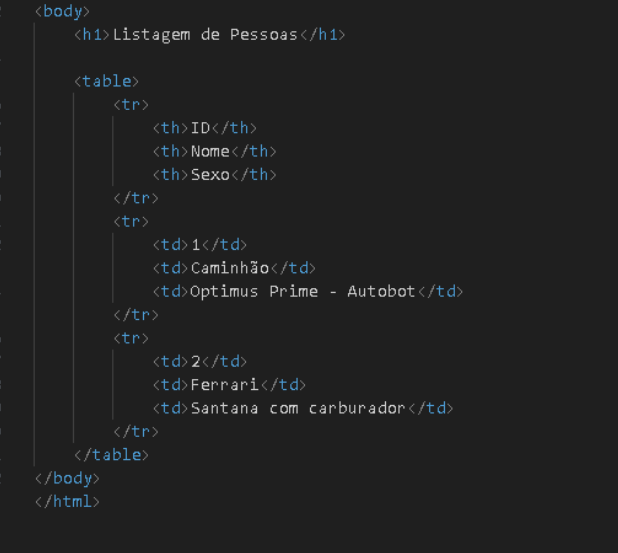 <body>
<h1>Listagem de Pessoas</h1>
<table>
<tr>
<th>ID</th>
<th>Nome</th>
<th>Sexo</th>
</tr>
<tr>
<td>1</td>
<td>Caminhão</td>
<td>Optimus Prime - Autobot</td>
</tr>
<tr>
<td>2</td>
<td>Ferrari</td>
<td>Santana com carburador</td>
</tr>
</table>
</body>
</html>